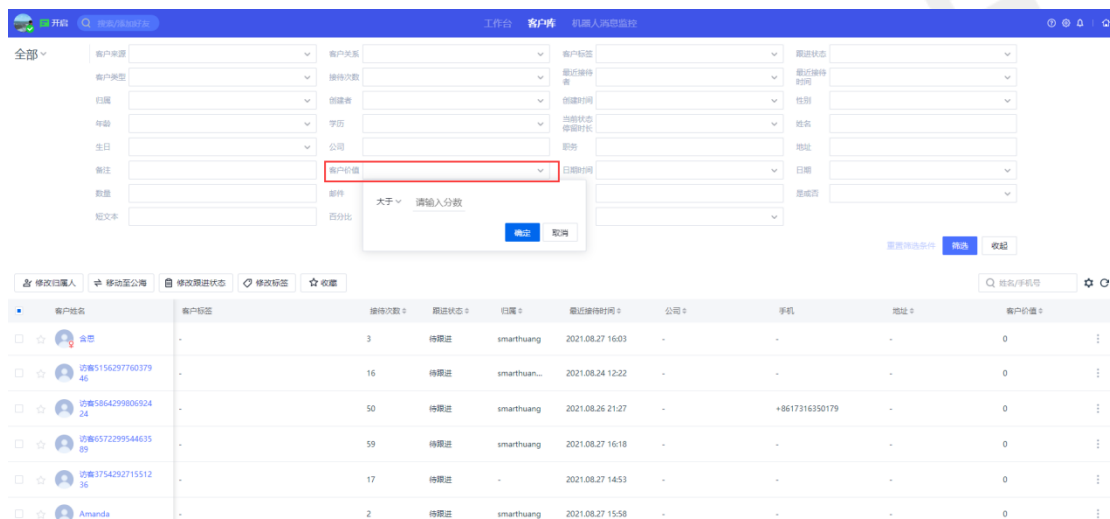 开启 搜索/添加好友 工作台 客户库 机器人消息监控
全部 客户来源 客户关系 客户标签 跟进状态
客户类型 接待次数 最近接待者 最近接待时间
归属 创建者 创建时间 性别
年龄 学历 当前状态停留时长 姓名
生日 公司 职务 地址
备注 客户价值 日期时间 日期
数量 邮件 是或否
大于 请输入分数
短文本 百分比
确定 取消
重置筛选条件 筛选 收起
修改归属人 移动至公海 修改跟进状态 修改标签 收藏 姓名/手机号
客户姓名 客户标签 接待次数 跟进状态 归属 最近接待时间 公司 手机 地址 客户价值
含思 - 3 待跟进 smarthuang 2021.08.27 16:03 - - - 0
访客515629776037946 - 16 待跟进 smarthuan... 2021.08.24 12:22 - - - 0
访客586429980692424 - 50 待跟进 smarthuang 2021.08.26 21:27 - +8617316350179 - 0
访客657229954463589 - 59 待跟进 smarthuang 2021.08.27 16:18 - - - 0
访客375429271551236 - 17 待跟进 - 2021.08.27 14:53 - - - 0
Amanda - 2 待跟进 smarthuang 2021.08.27 15:58 - - - 0